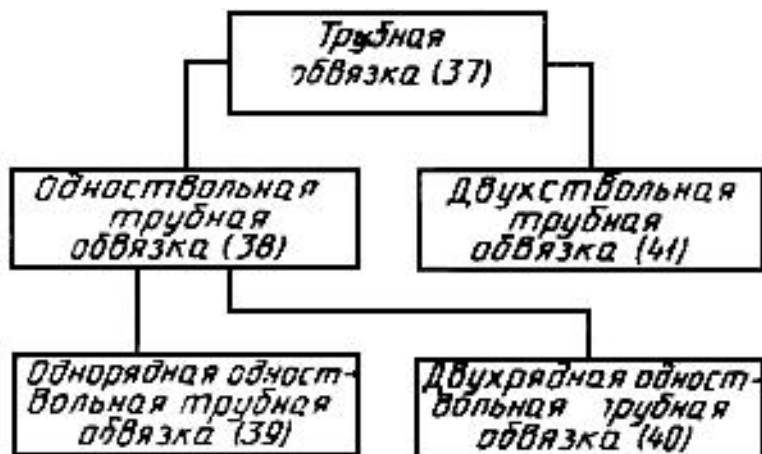 Трубная
обвязка (37)
Одноствольная
трубная
обвязка (38)
Двухствольная
трубная
обвязка (41)
Однорядная одност-
вольная трубная
обвязка (39)
Двухрядная одност-
вольная трубная
обвязка (40)